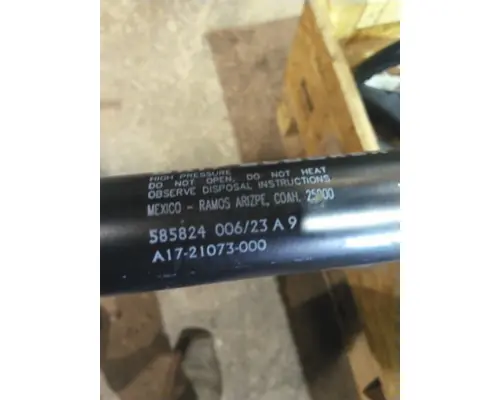 HIGH PRESSURE
DO NOT OPEN, DO NOT HEAT
OBSERVE DISPOSAL INSTRUCTIONS
MEXICO - RAMOS ARIZPE, COAH. 25900
585824 006/23 A 9
A17-21073-000